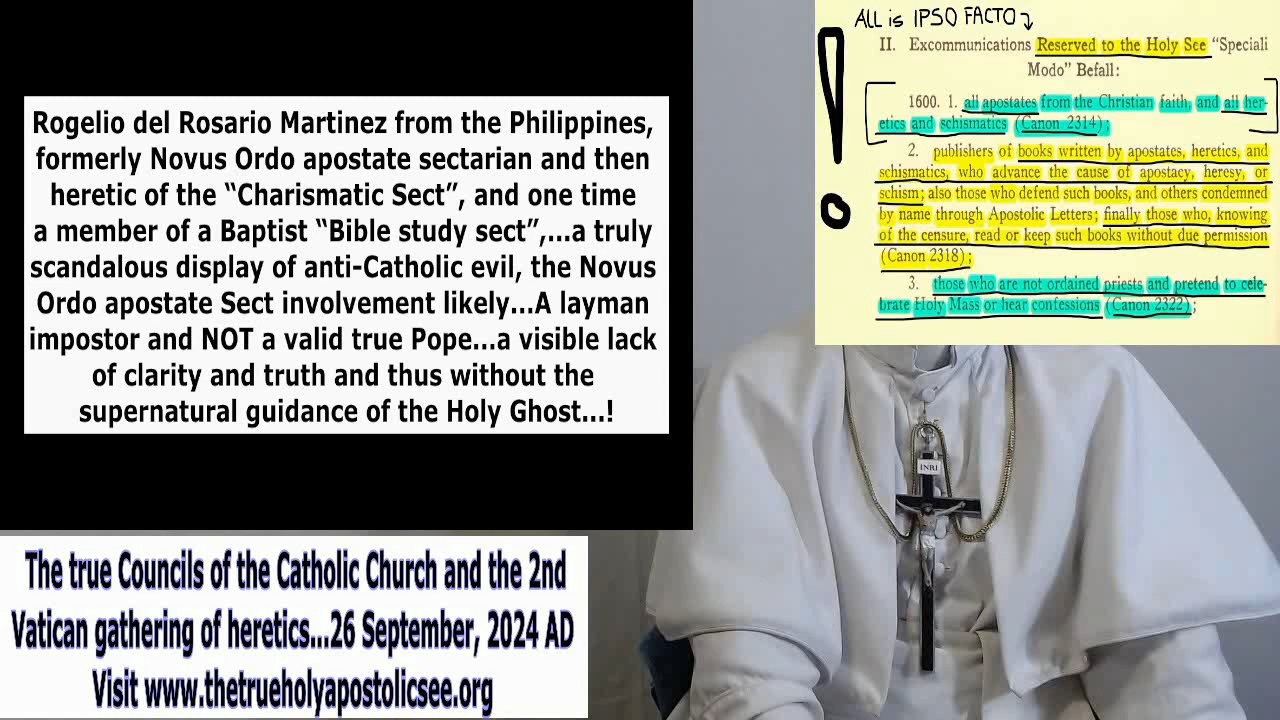 Rogelio del Rosario Martinez from the Philippines,
formerly Novus Ordo apostate sectarian and then
heretic of the “Charismatic Sect”, and one time
a member of a Baptist “Bible study sect”,...a truly
scandalous display of anti-Catholic evil, the Novus
Ordo apostate Sect involvement likely...A layman
impostor and NOT a valid true Pope...a visible lack
of clarity and truth and thus without the
supernatural guidance of the Holy Ghost...!
ALL is IPSO FACTO
II. Excommunications Reserved to the Holy See “Speciali
Modo” Befall:
1600. 1. all apostates from the Christian faith, and all her-
etics and schismatics (Canon 2314);
2. publishers of books written by apostates, heretics, and
schismatics, who advance the cause of apostacy, heresy, or
schism; also those who defend such books, and others condemned
by name through Apostolic Letters; finally those who, knowing
of the censure, read or keep such books without due permission
(Canon 2318);
3. those who are not ordained priests and pretend to cele-
brate Holy Mass or hear confessions (Canon 2322);
!
INRI
The true Councils of the Catholic Church and the 2nd
Vatican gathering of heretics...26 September, 2024 AD
Visit www.thetrueholyapostolicsee.org